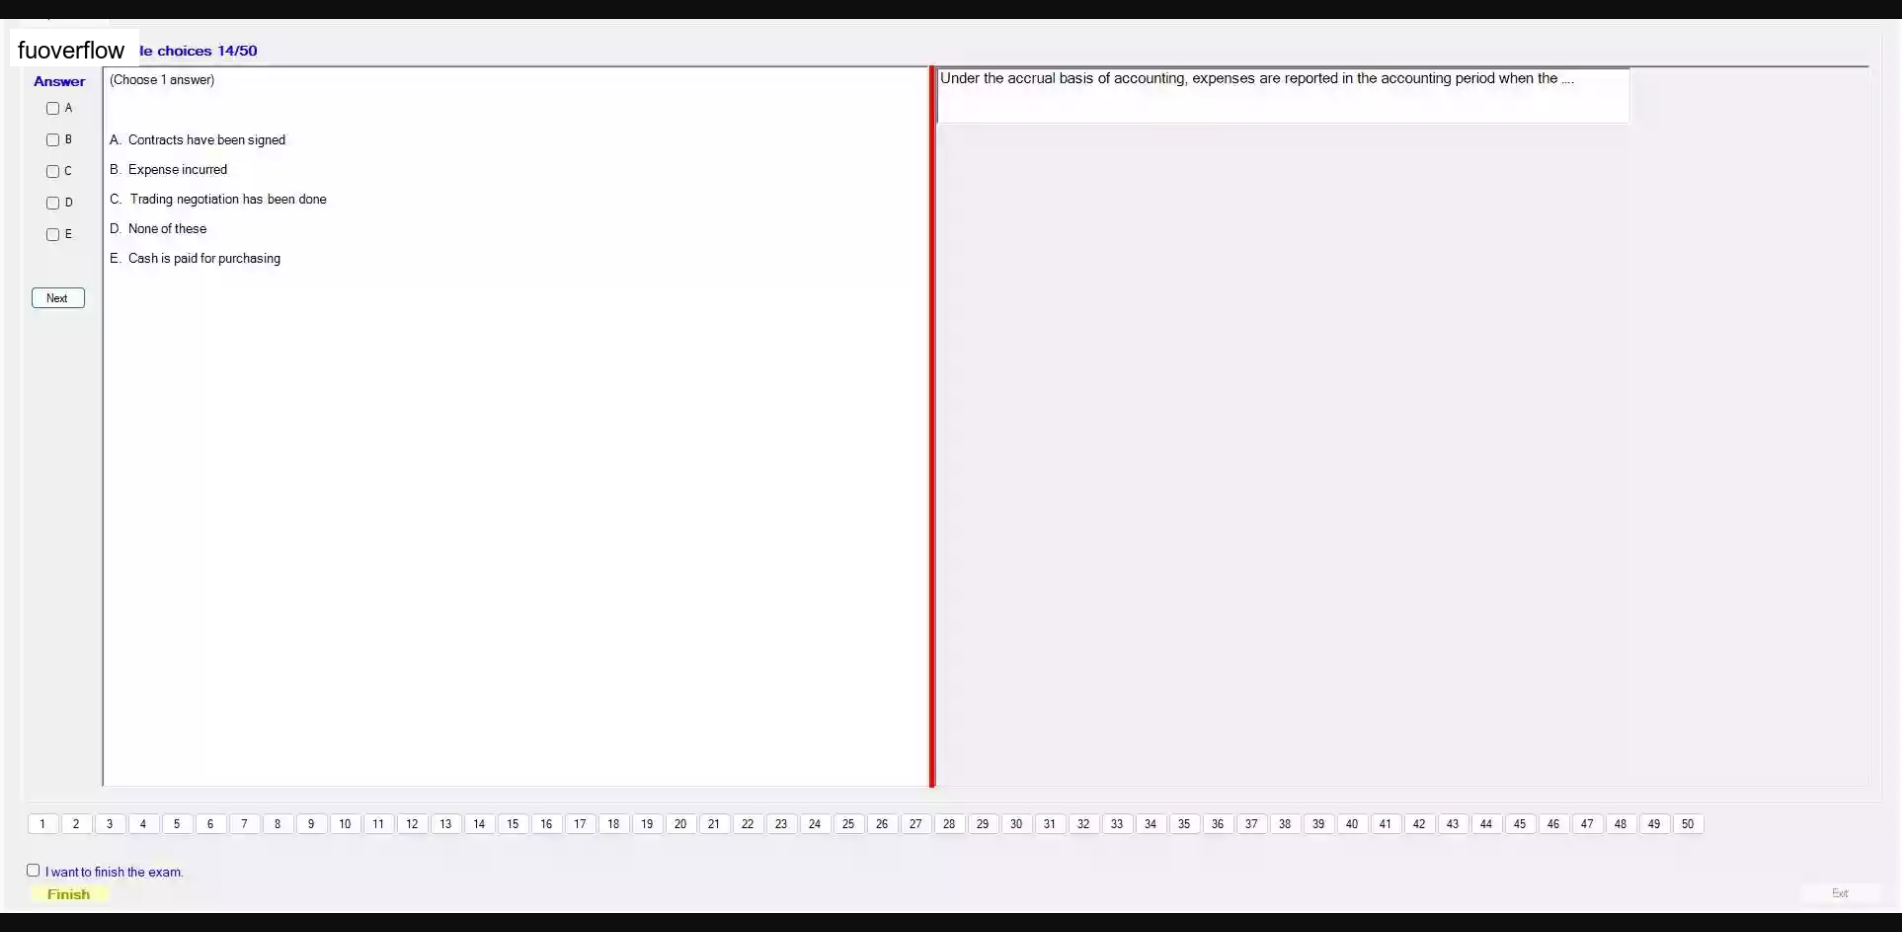 fuoverflow
le choices 14/50
Answer
(Choose 1 answer)
A
B
C
D
E
Next
A. Contracts have been signed
B. Expense incurred
C. Trading negotiation has been done
D. None of these
E. Cash is paid for purchasing
Under the accrual basis of accounting, expenses are reported in the accounting period when the ....
1 2 3 4 5 6 7 8 9 10 11 12 13 14 15 16 17 18 19 20 21 22 23 24 25 26 27 28 29 30 31 32 33 34 35 36 37 38 39 40 41 42 43 44 45 46 47 48 49 50
I want to finish the exam.
Finish
Exit